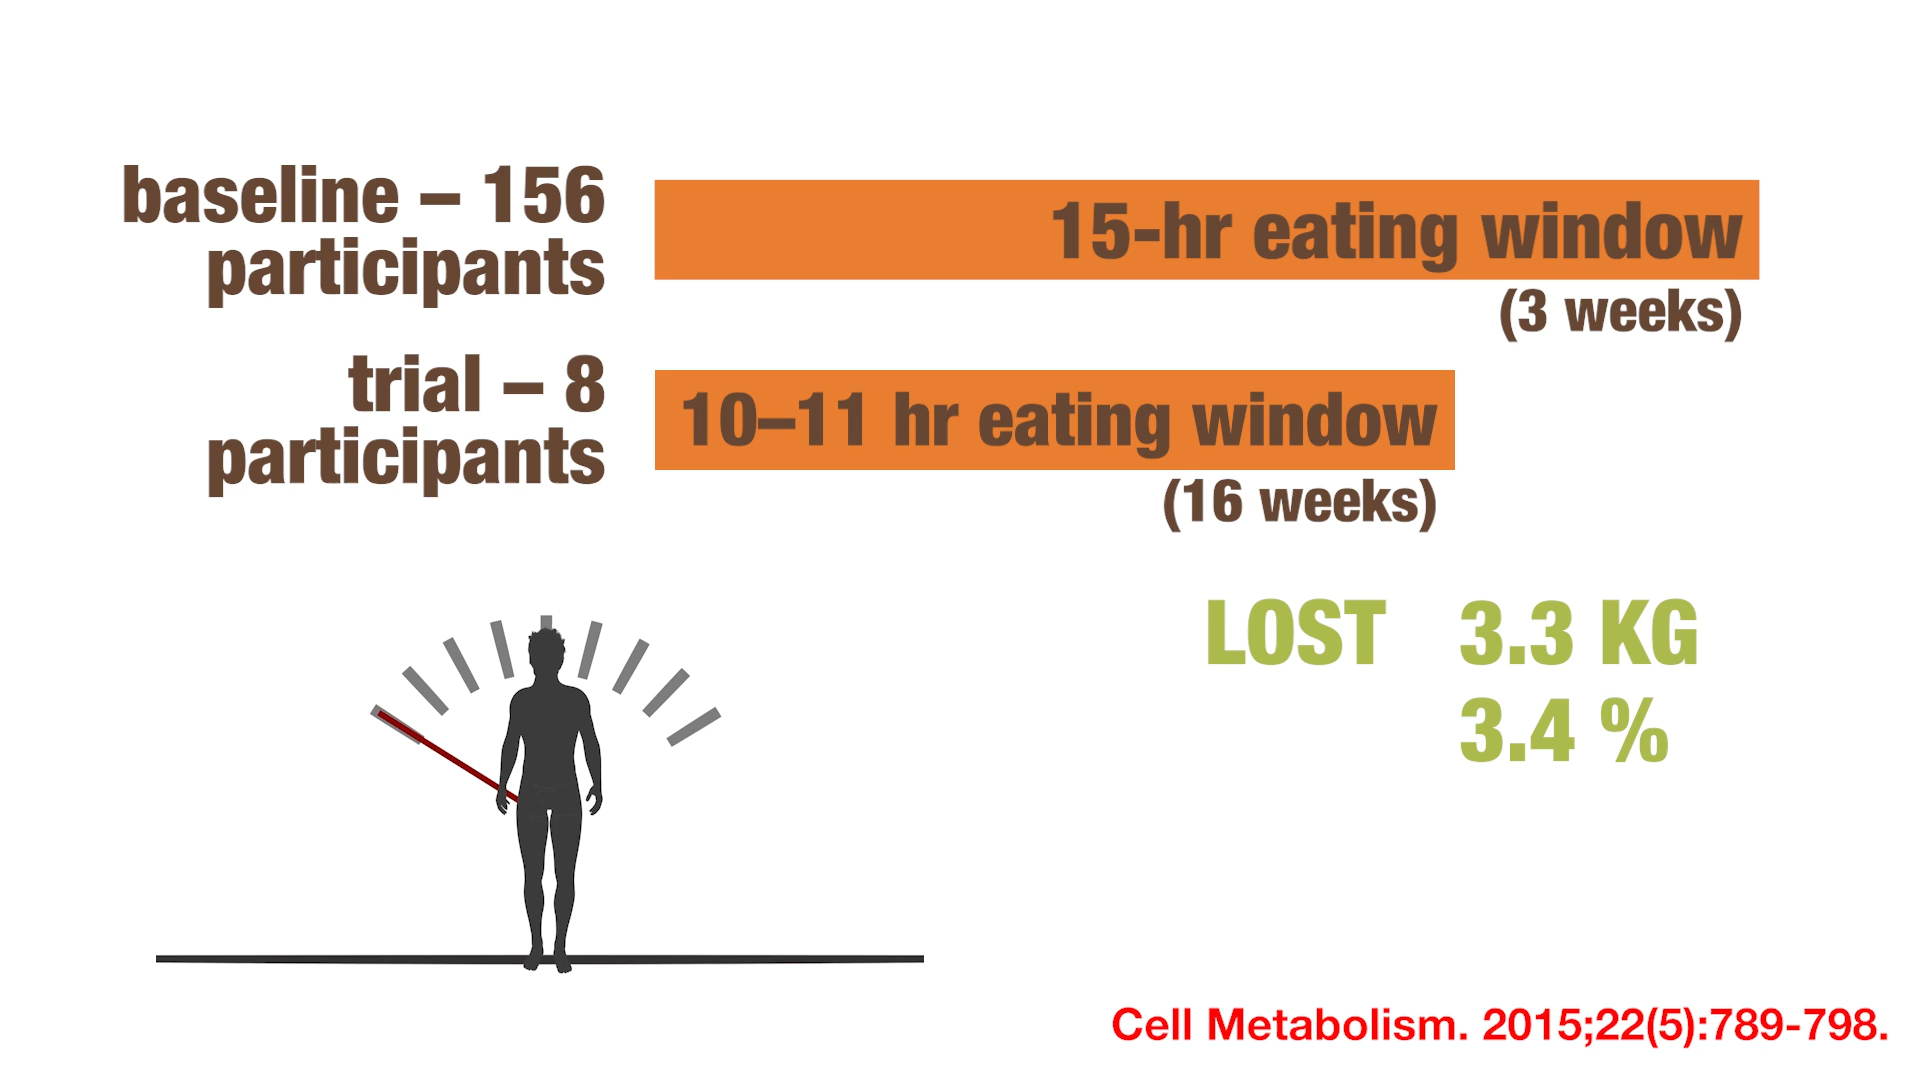 baseline – 156
participants
15-hr eating window
(3 weeks)
trial – 8
participants
10–11 hr eating window
(16 weeks)
LOST 3.3 KG
3.4 %
Cell Metabolism. 2015;22(5):789-798.